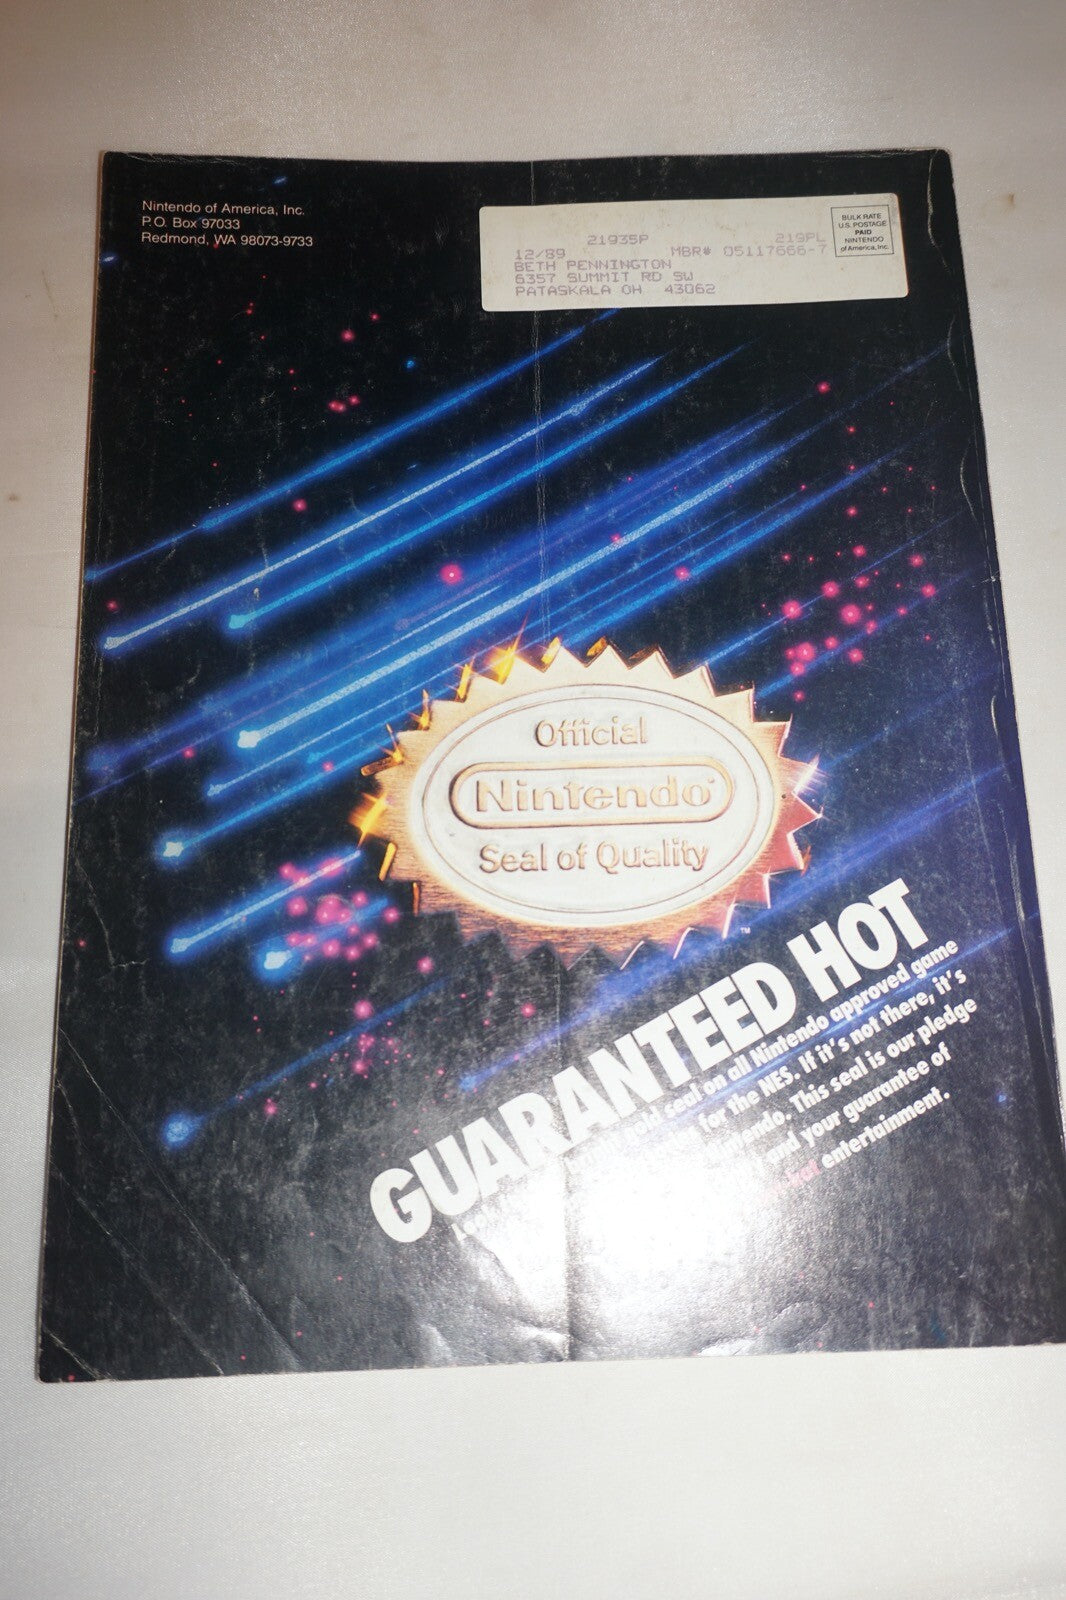 Nintendo of America, Inc.
P.O. Box 97033
Redmond, WA 98073-9733
BULK RATE
U.S. POSTAGE
PAID
NINTENDO
of America, Inc.
21935P 219PL
12/89 MBR# 05117666-7
BETH PENNINGTON
6357 SUMMIT RD SW
PATASKALA OH 43062
Official
Nintendo®
Seal of Quality
TM
GUARANTEED HOT
bright gold seal on all Nintendo approved game
for the NES. If it's not there, it's
Nintendo. This seal is our pledge
and your guarantee of
entertainment.